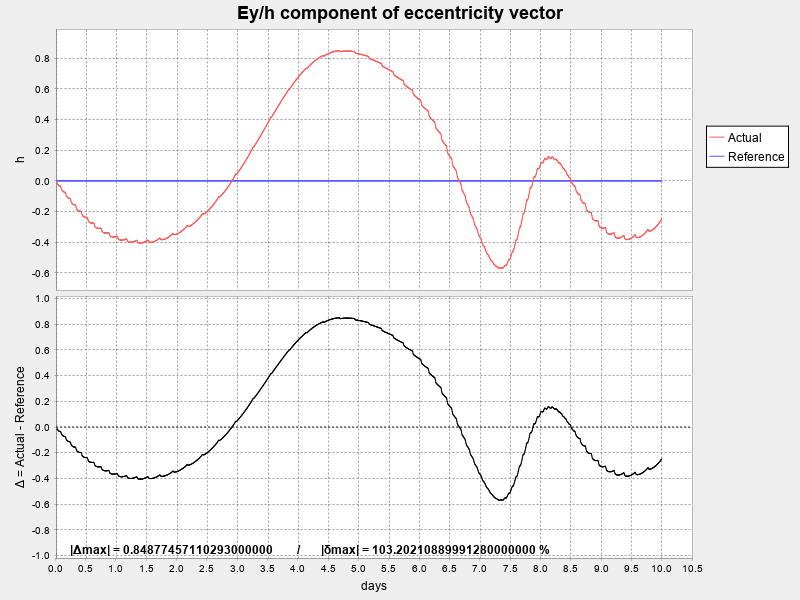 Ey/h component of eccentricity vector
0.8
0.6
0.4
0.2
0.0
-0.2
-0.4
-0.6
h
Actual
Reference
1.0
0.8
0.6
0.4
0.2
0.0
-0.2
-0.4
-0.6
-0.8
-1.0
Δ = Actual - Reference
|Δmax| = 0.84877457110293000000 / |δmax| = 103.20210889991280000000 %
0.0 0.5 1.0 1.5 2.0 2.5 3.0 3.5 4.0 4.5 5.0 5.5 6.0 6.5 7.0 7.5 8.0 8.5 9.0 9.5 10.0 10.5
days